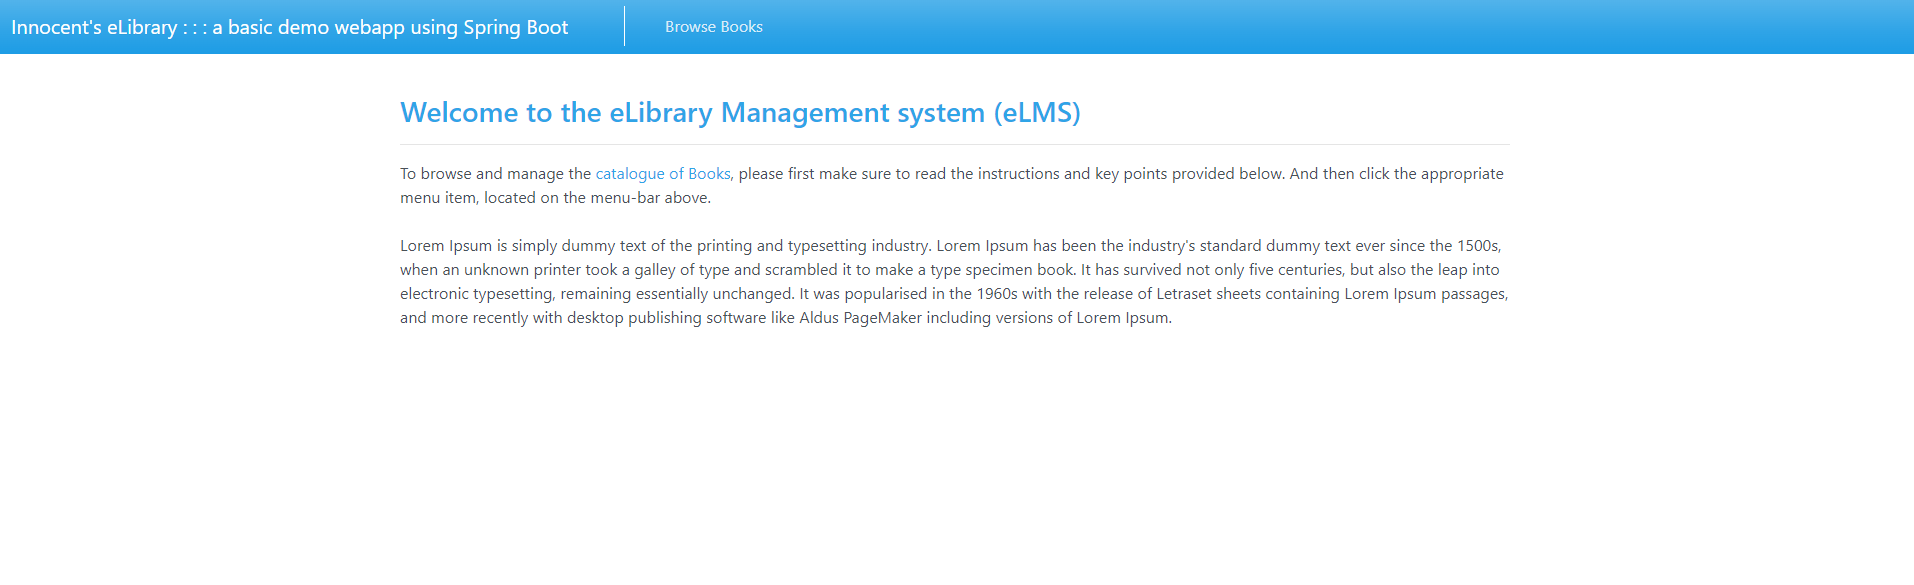 Innocent's eLibrary : : : a basic demo webapp using Spring Boot
Browse Books
Welcome to the eLibrary Management system (eLMS)
To browse and manage the catalogue of Books, please first make sure to read the instructions and key points provided below. And then click the appropriate
menu item, located on the menu-bar above.
Lorem Ipsum is simply dummy text of the printing and typesetting industry. Lorem Ipsum has been the industry's standard dummy text ever since the 1500s,
when an unknown printer took a galley of type and scrambled it to make a type specimen book. It has survived not only five centuries, but also the leap into
electronic typesetting, remaining essentially unchanged. It was popularised in the 1960s with the release of Letraset sheets containing Lorem Ipsum passages,
and more recently with desktop publishing software like Aldus PageMaker including versions of Lorem Ipsum.